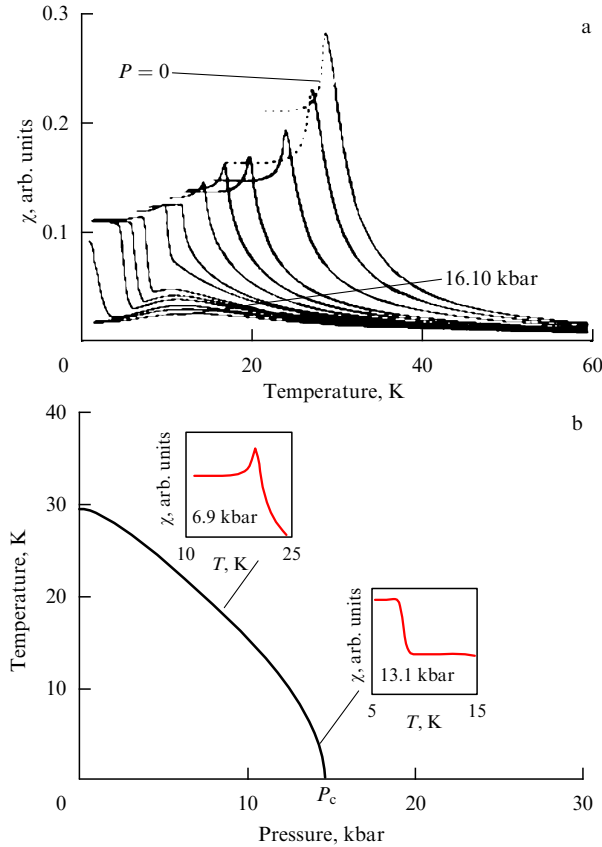 a
0.3
P = 0
0.2
χ, arb. units
0.1
16.10 kbar
0
20
40
60
Temperature, K
b
40
χ, arb. units
6.9 kbar
10
25
T, K
30
Temperature, K
20
χ, arb. units
13.1 kbar
5
15
T, K
10
0
10
Pc
20
30
Pressure, kbar